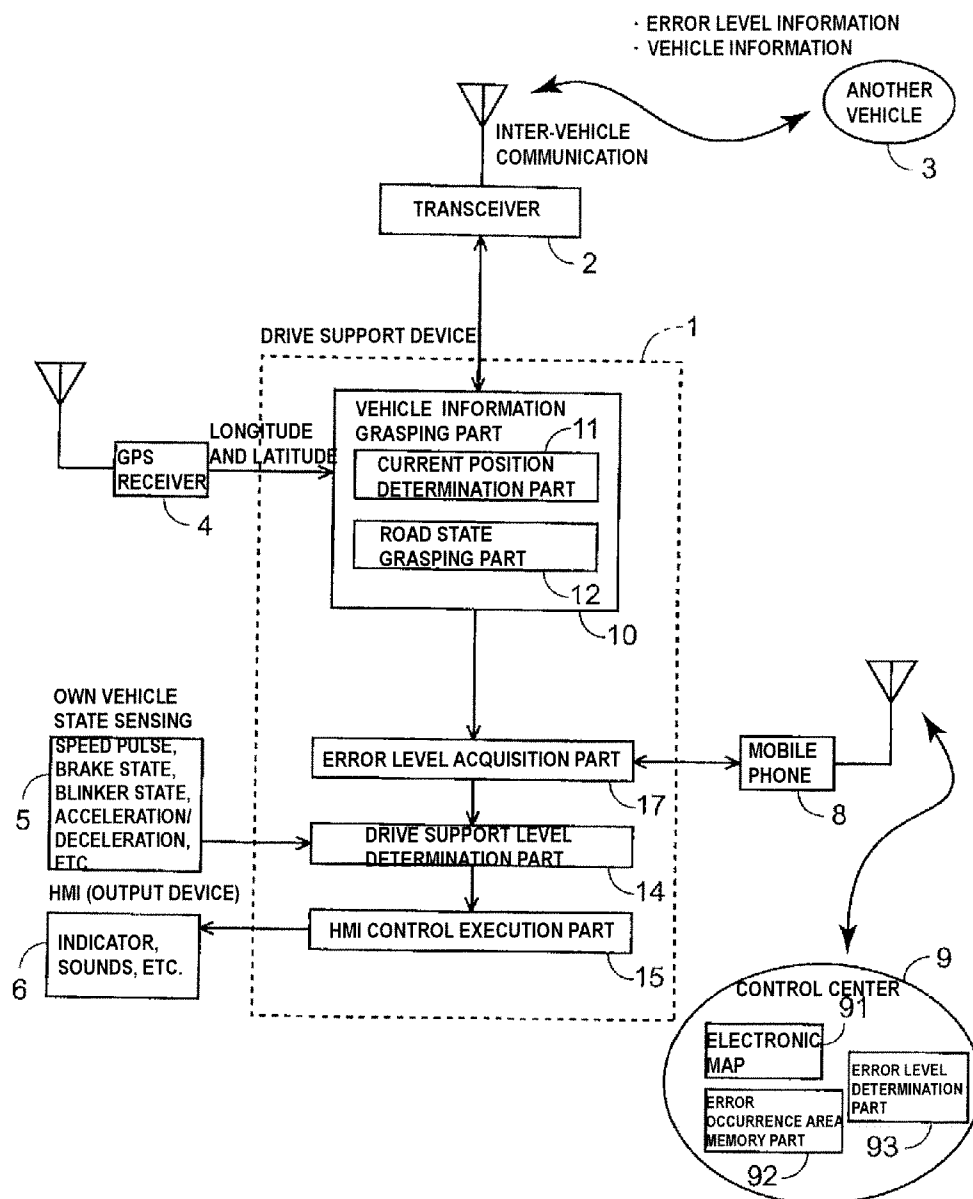 · ERROR LEVEL INFORMATION
· VEHICLE INFORMATION
ANOTHER
VEHICLE
3
INTER-VEHICLE
COMMUNICATION
TRANSCEIVER
2
DRIVE SUPPORT DEVICE
1
VEHICLE INFORMATION
GRASPING PART
11
CURRENT POSITION
DETERMINATION PART
LONGITUDE
AND LATITUDE
GPS
RECEIVER
4
ROAD STATE
GRASPING PART
12
10
OWN VEHICLE
STATE SENSING
SPEED PULSE,
BRAKE STATE,
BLINKER STATE,
ACCELERATION/
DECELERATION,
ETC
5
ERROR LEVEL ACQUISITION PART
17
MOBILE
PHONE
8
DRIVE SUPPORT LEVEL
DETERMINATION PART
14
HMI (OUTPUT DEVICE)
INDICATOR,
SOUNDS, ETC.
6
HMI CONTROL EXECUTION PART
15
9
CONTROL CENTER
91
ELECTRONIC
MAP
ERROR LEVEL
DETERMINATION
PART
93
ERROR
OCCURRENCE AREA
MEMORY PART
92